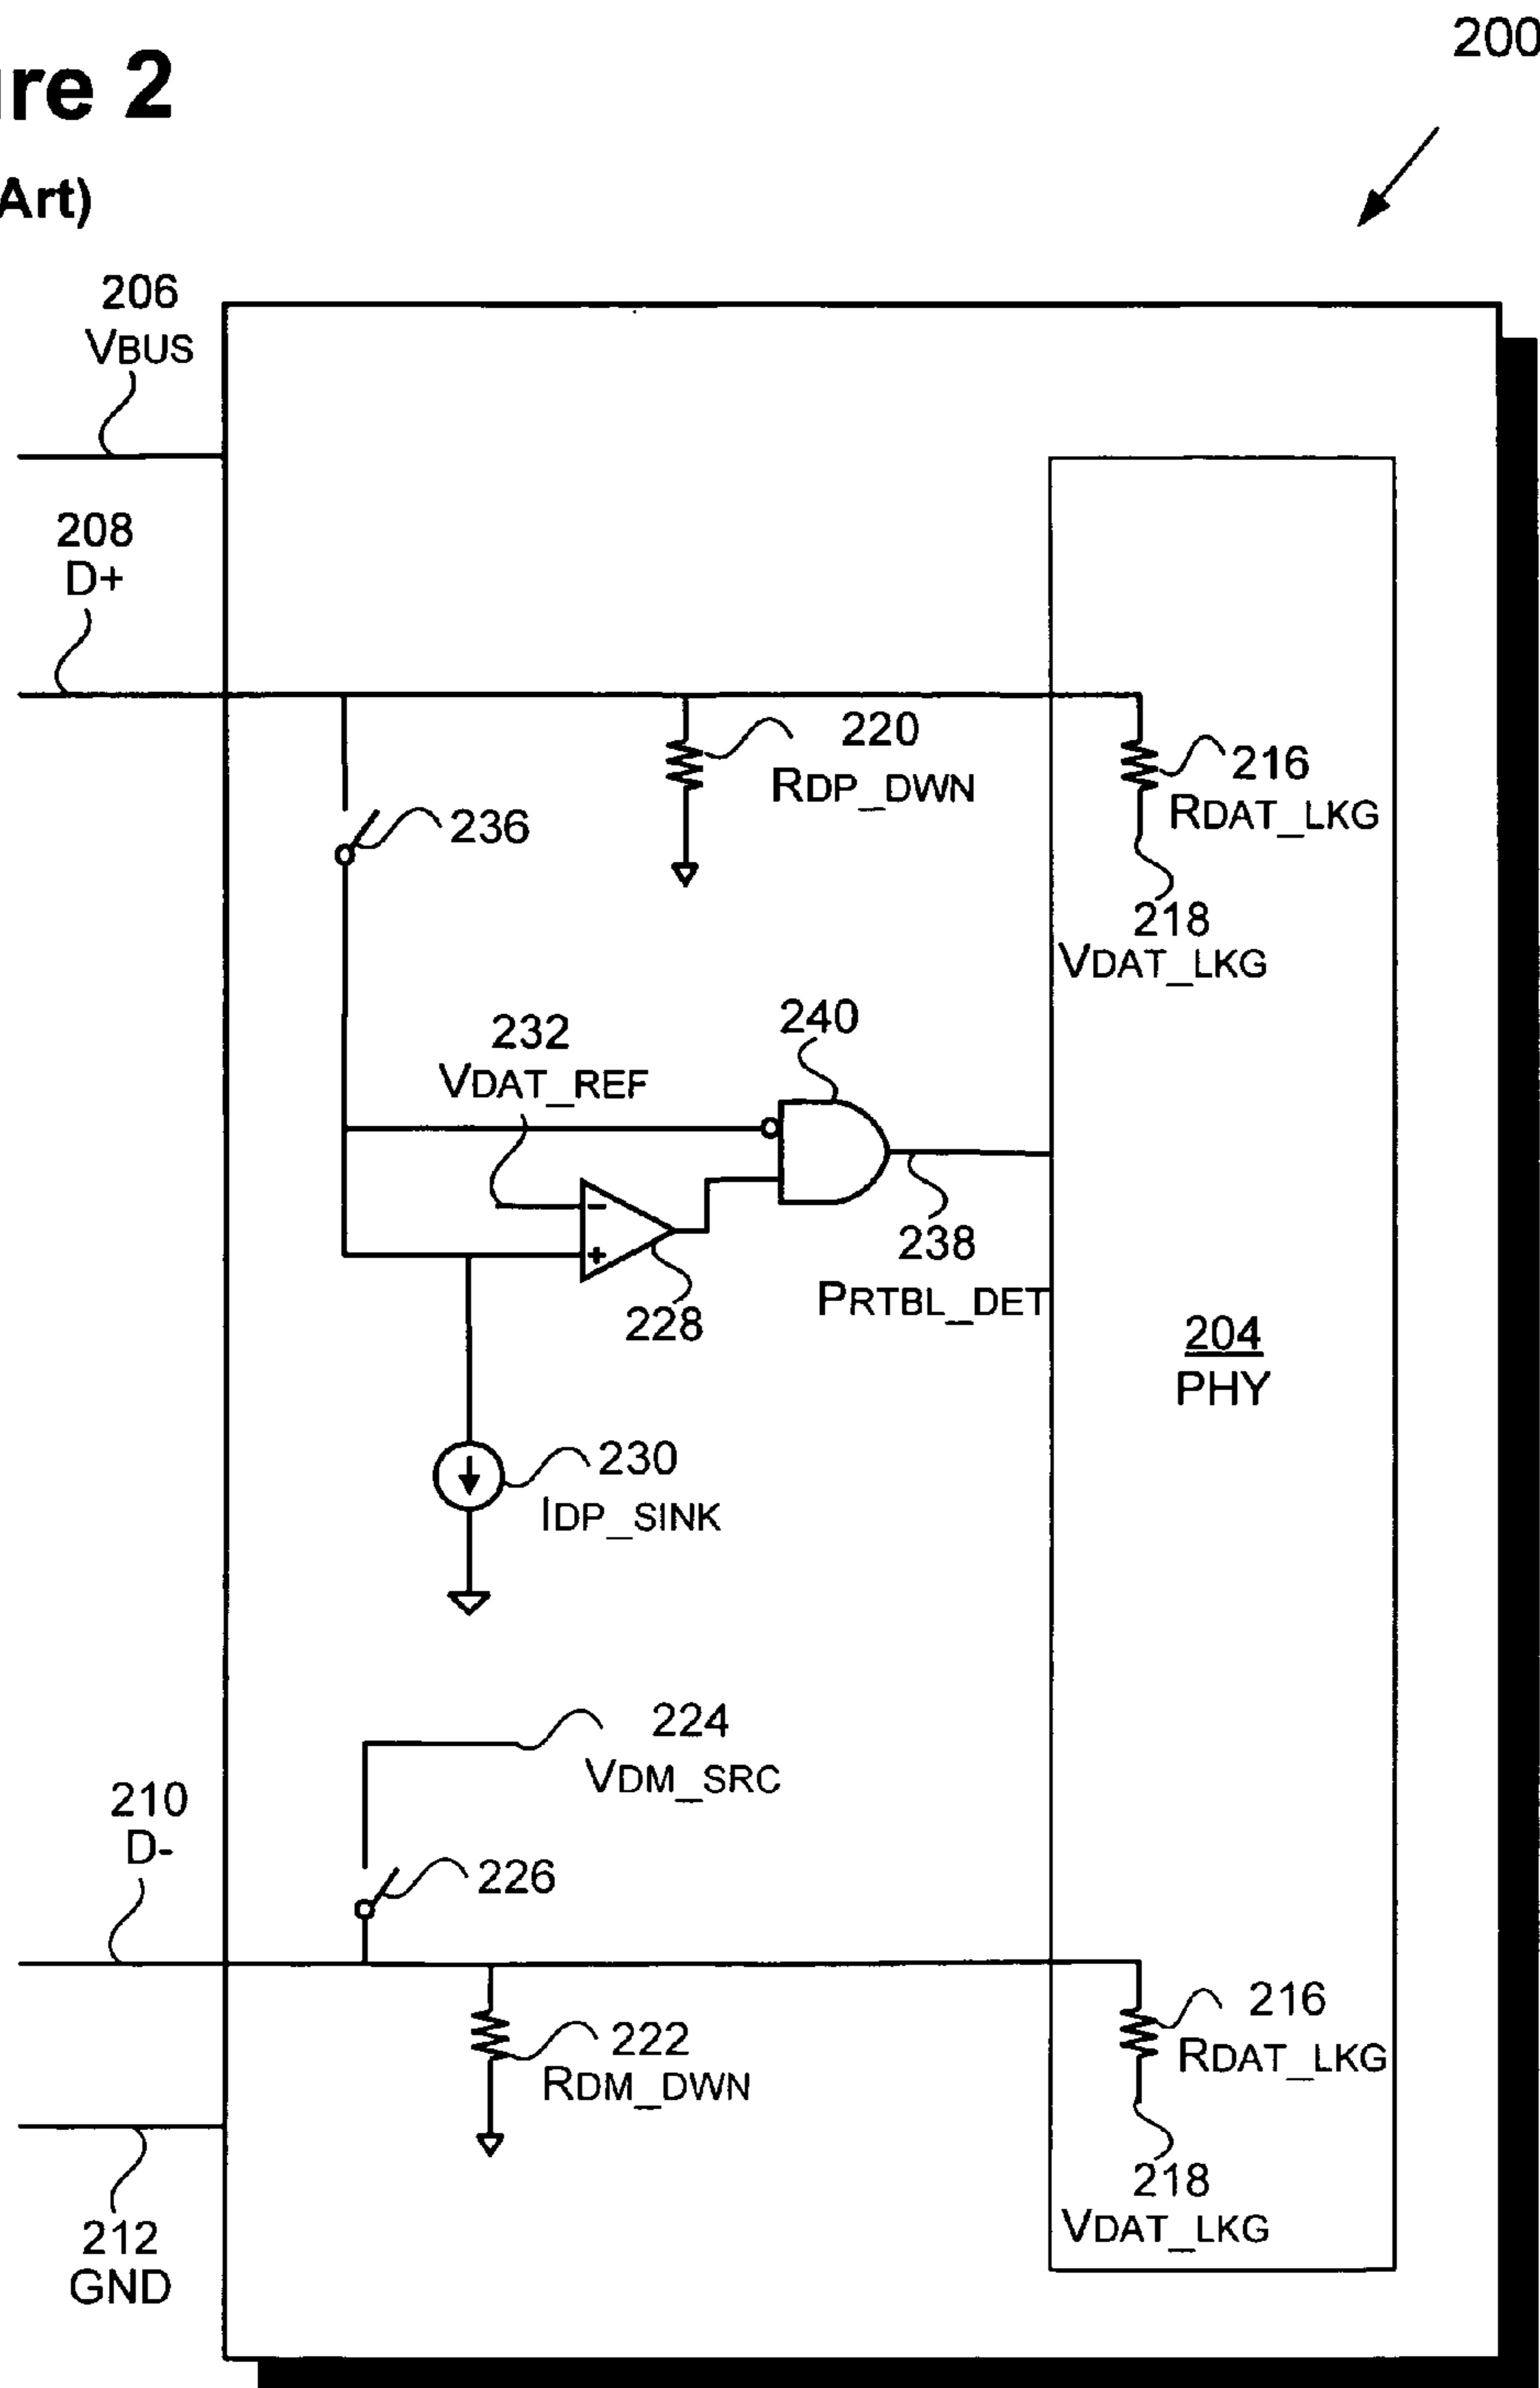 ure 2
Art)
200
206
VBUS
208
D+
220
RDP_DWN
216
RDAT_LKG
236
218
VDAT_LKG
240
232
VDAT_REF
-
+
238
PRTBL_DET
228
204
PHY
230
IDP_SINK
224
VDM_SRC
210
D-
226
216
RDAT_LKG
222
RDM_DWN
218
VDAT_LKG
212
GND